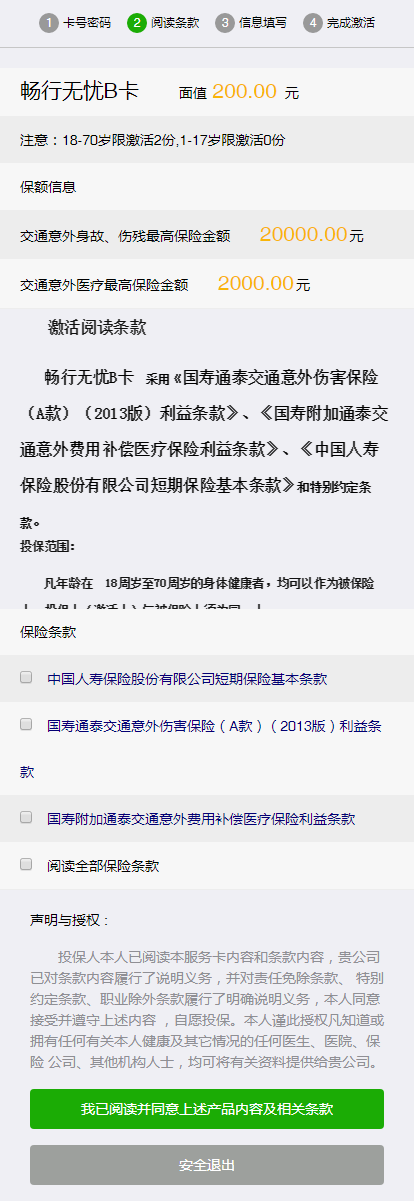 1 卡号密码 2 阅读条款 3 信息填写 4 完成激活
畅行无忧B卡 面值 200.00 元
注意：18-70岁限激活2份,1-17岁限激活0份
保额信息
交通意外身故、伤残最高保险金额 20000.00元
交通意外医疗最高保险金额 2000.00元
激活阅读条款
畅行无忧B卡 采用《国寿通泰交通意外伤害保险
（A款）（2013版）利益条款》、《国寿附加通泰交
通意外费用补偿医疗保险利益条款》、《中国人寿
保险股份有限公司短期保险基本条款》和特别约定条
款。
投保范围：
凡年龄在 18周岁至70周岁的身体健康者，均可以作为被保险
保险条款
中国人寿保险股份有限公司短期保险基本条款
国寿通泰交通意外伤害保险（A款）（2013版）利益条
款
国寿附加通泰交通意外费用补偿医疗保险利益条款
阅读全部保险条款
声明与授权：
投保人本人已阅读本服务卡内容和条款内容，贵公司
已对条款内容履行了说明义务，并对责任免除条款、 特别
约定条款、职业除外条款履行了明确说明义务，本人同意
接受并遵守上述内容 ，自愿投保。本人谨此授权凡知道或
拥有任何有关本人健康及其它情况的任何医生、医院、保
险 公司、其他机构人士，均可将有关资料提供给贵公司。
我已阅读并同意上述产品内容及相关条款
安全退出